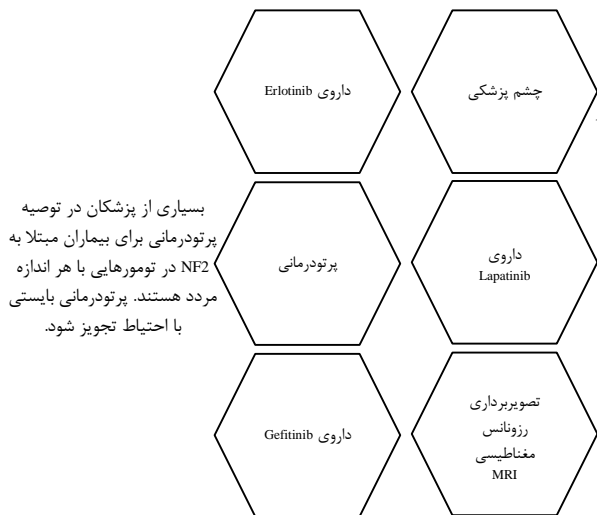 چشم پزشکی
داروی Erlotinib
داروی
Lapatinib
پرتودرمانی
بسیاری از پزشکان در توصیه
پرتودرمانی برای بیماران مبتلا به
NF2 در تومورهایی با هر اندازه
مردد هستند. پرتودرمانی بایستی
با احتیاط تجویز شود.
تصویربرداری
رزونانس
مغناطیسی
MRI
داروی Gefitinib